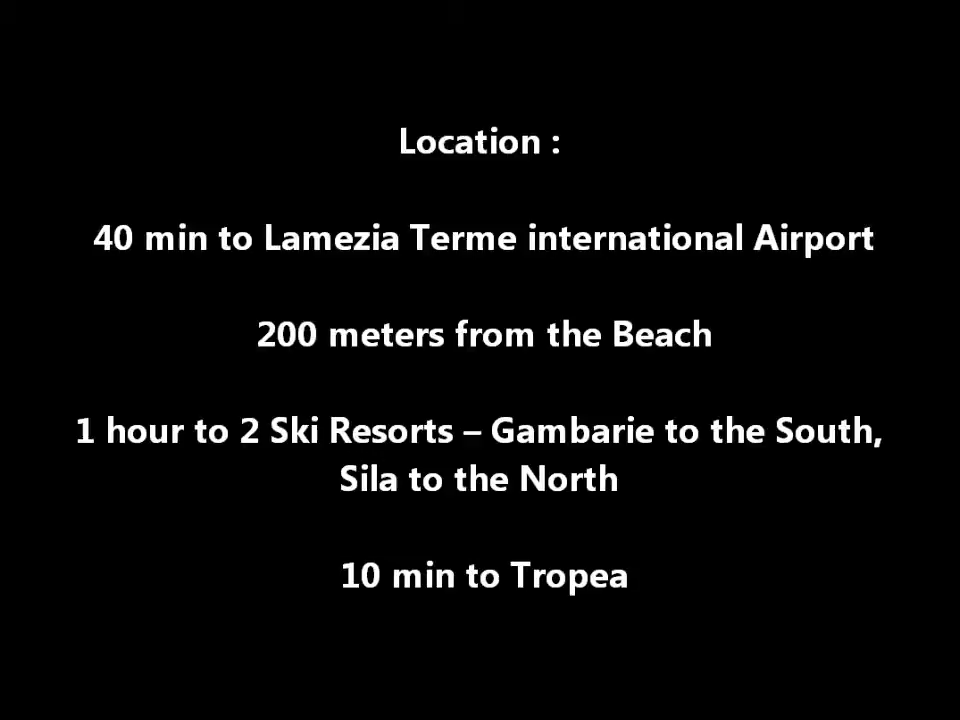 Location :
40 min to Lamezia Terme international Airport
200 meters from the Beach
1 hour to 2 Ski Resorts – Gambarie to the South,
Sila to the North
10 min to Tropea